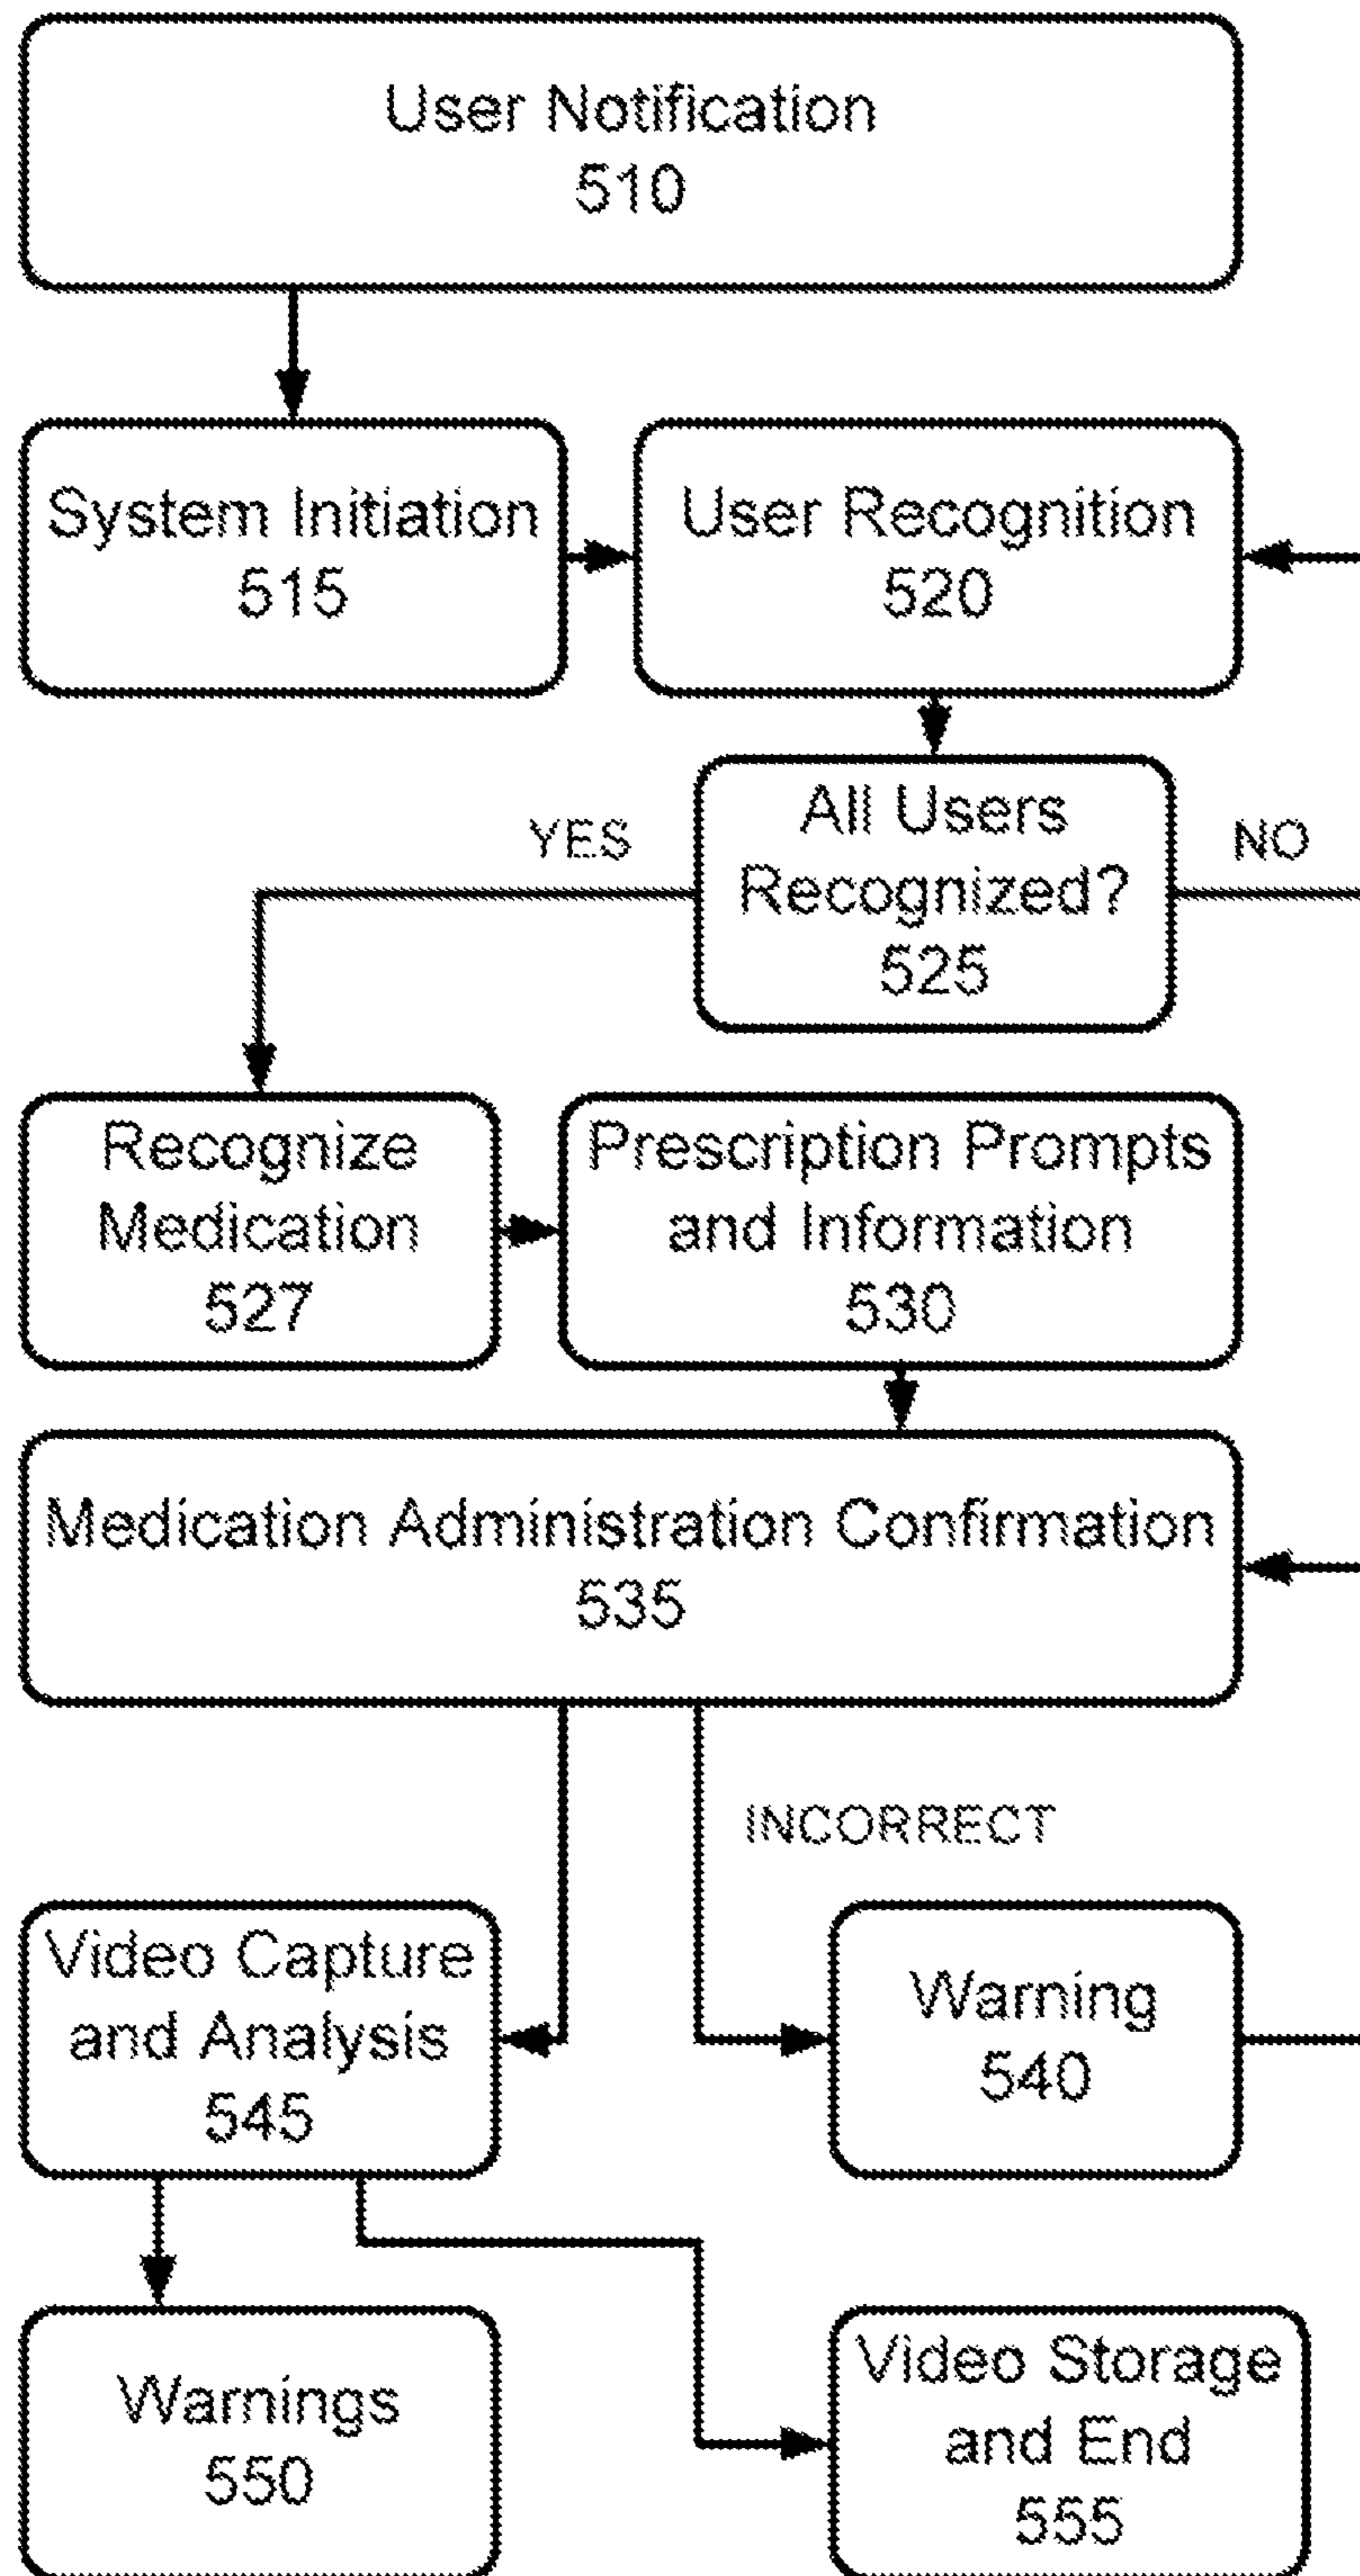 User Notification
510
System Initiation
515
User Recognition
520
YES
All Users
Recognized?
525
NO
Recognize
Medication
527
Prescription Prompts
and Information
530
Medication Administration Confirmation
535
INCORRECT
Video Capture
and Analysis
545
Warning
540
Warnings
550
Video Storage
and End
555